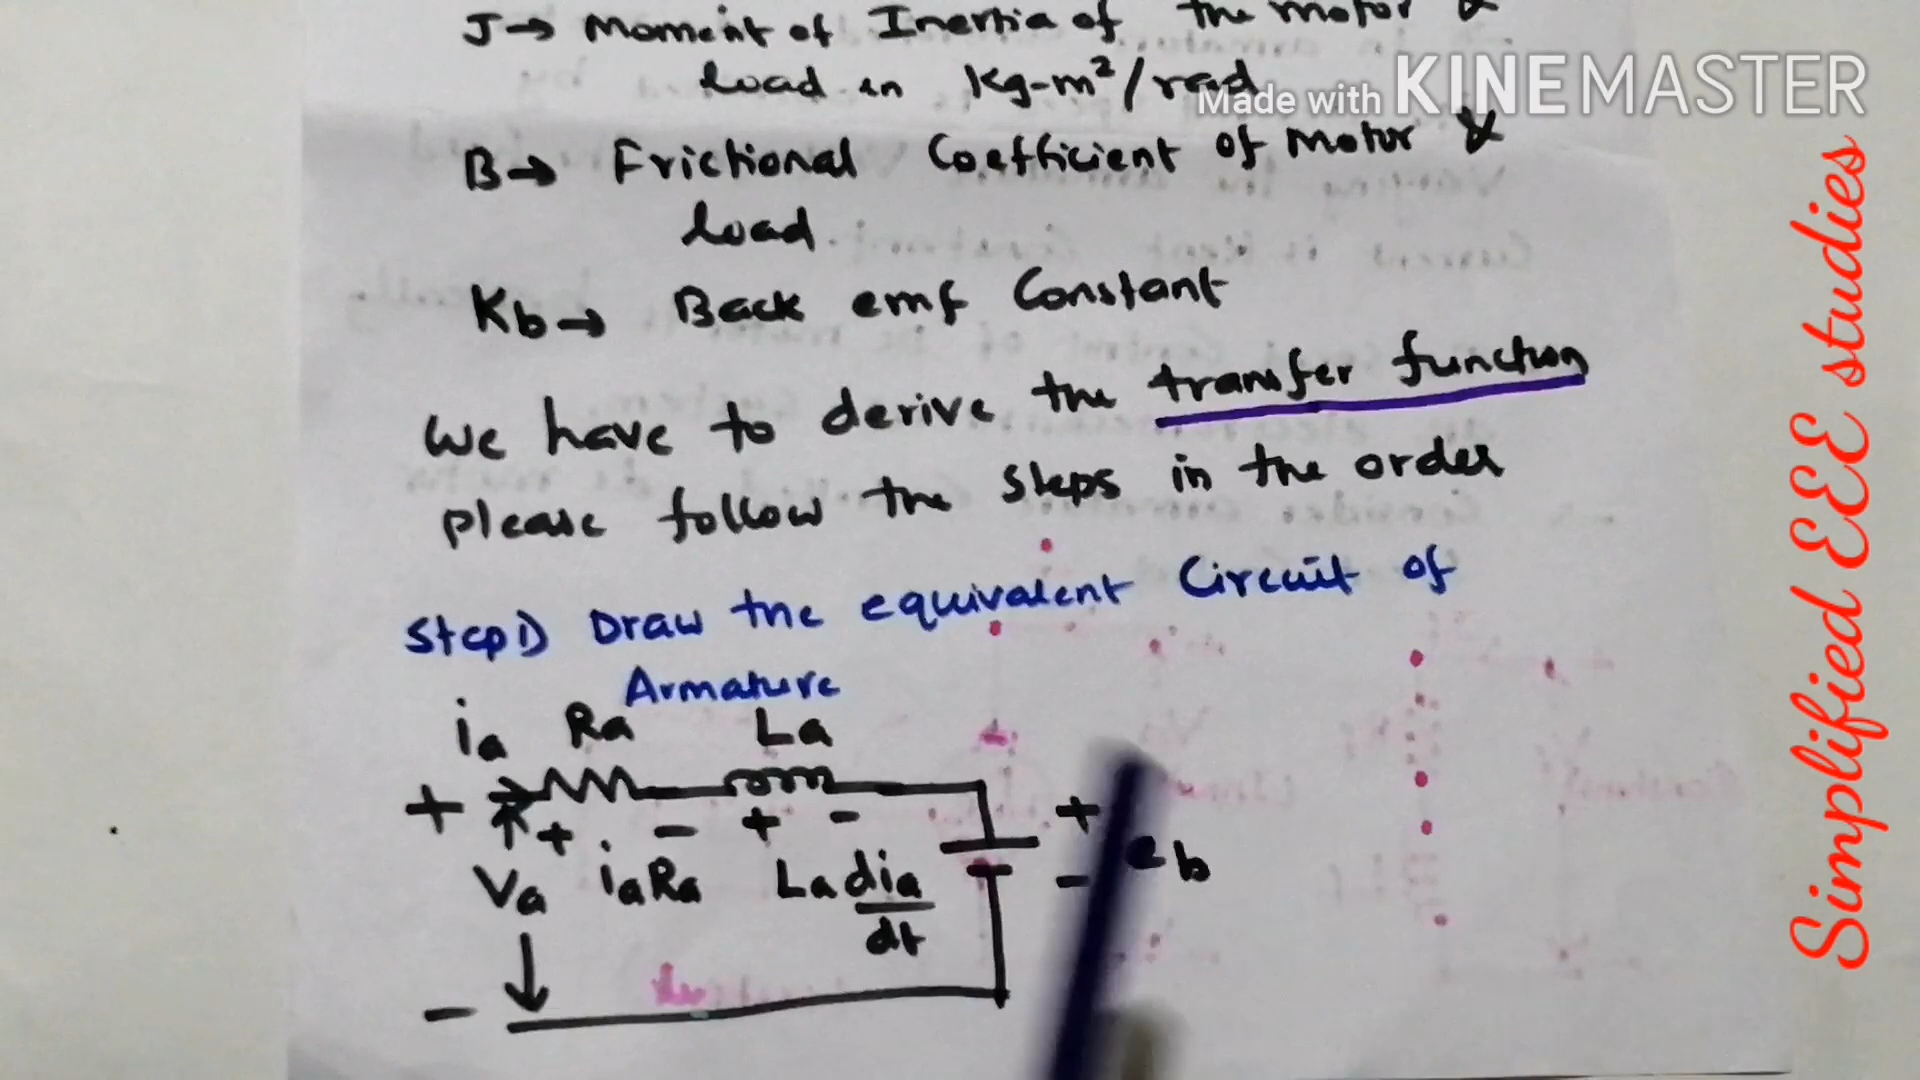 J→ Moment of Inertia of the motor &
load in kg-m²/rad
Made with KINEMASTER
B→ Frictional Coefficient of motor &
load.
Kb→ Back emf Constant
We have to derive the transfer function
please follow the steps in the order
Step1) Draw the equivalent Circuit of
Armature
ia Ra La
+ + - + - +
Va iaRa La dia/dt eb
-
-
Simplified EEE studies